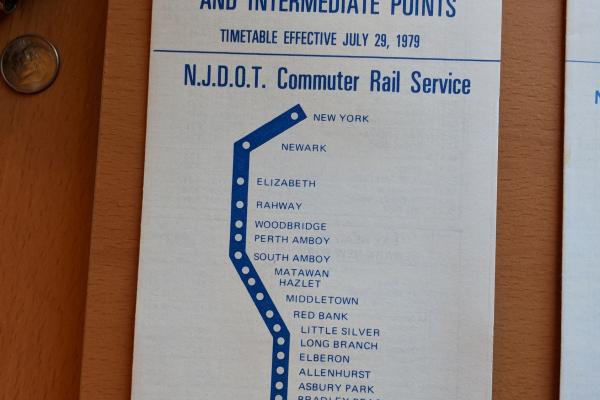 AND INTERMEDIATE POINTS
TIMETABLE EFFECTIVE JULY 29, 1979
N.J.D.O.T. Commuter Rail Service
NEW YORK
NEWARK
ELIZABETH
RAHWAY
WOODBRIDGE
PERTH AMBOY
SOUTH AMBOY
MATAWAN
HAZLET
MIDDLETOWN
RED BANK
LITTLE SILVER
LONG BRANCH
ELBERON
ALLENHURST
ASBURY PARK
BRADLEY